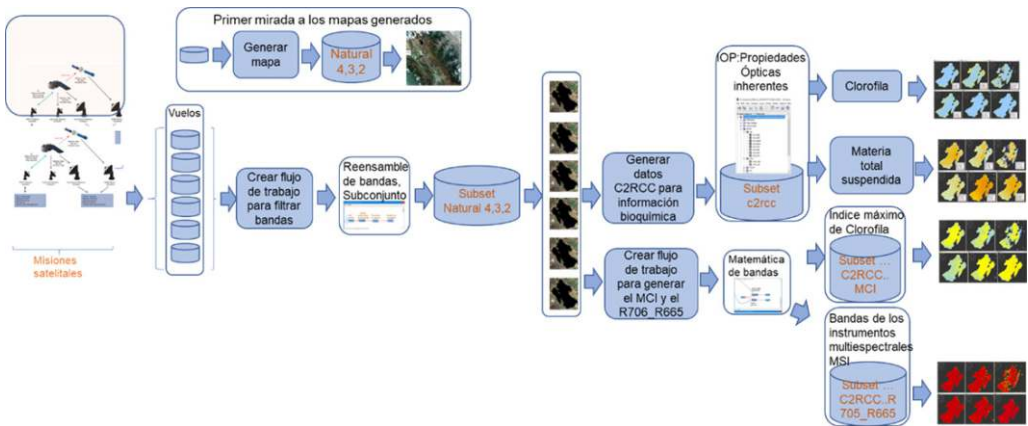 Primer mirada a los mapas generados
Generar
mapa
Natural
4,3,2
Misiones
satelitales
Vuelos
Crear flujo
de trabajo
para filtrar
bandas
Reensamble
de bandas,
Subconjunto
Subset
Natural 4,3,2
Generar
datos
C2RCC para
información
bioquímica
IOP:Propiedades
Ópticas
inherentes
Subset
c2rcc
Clorofila
Materia
total
suspendida
Crear flujo
de trabajo
para generar
el MCI y el
R706_R665
Matemática
de bandas
Indice máximo
de Clorofila
Subset ...
C2RCC..
MCI
Bandas de los
instrumentos
multiespectrales
MSI
Subset ...
C2RCC..R
705_R665